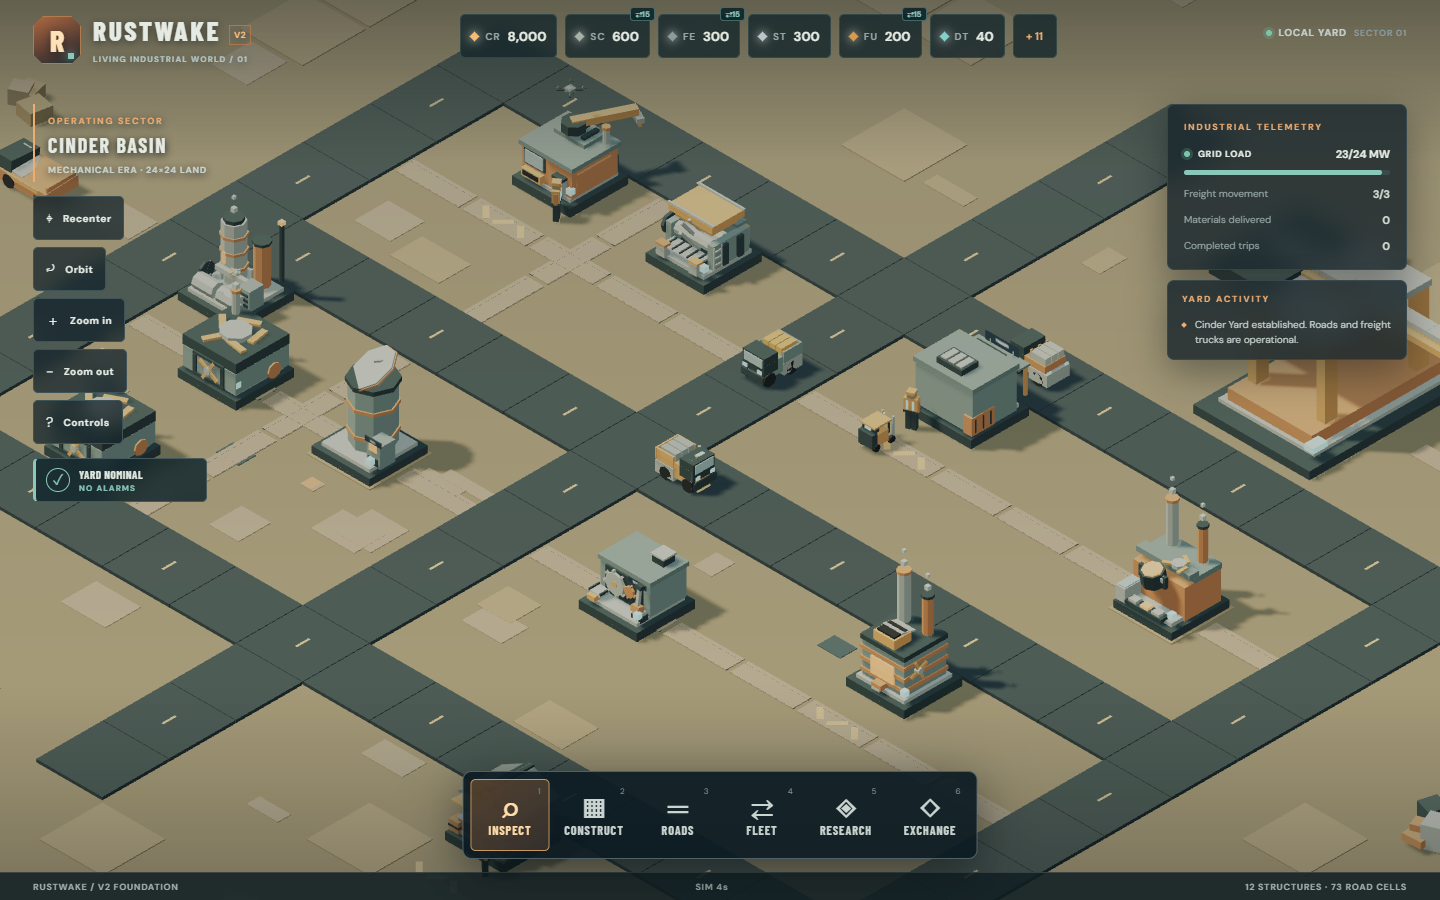 R
RUSTWAKE V2
LIVING INDUSTRIAL WORLD / 01
CR 8,000
SC 600
⇄15
FE 300
⇄15
ST 300
FU 200
⇄15
DT 40
+11
LOCAL YARD SECTOR 01
OPERATING SECTOR
CINDER BASIN
MECHANICAL ERA · 24×24 LAND
Recenter
Orbit
+ Zoom in
− Zoom out
? Controls
YARD NOMINAL
NO ALARMS
INDUSTRIAL TELEMETRY
GRID LOAD 23/24 MW
Freight movement 3/3
Materials delivered 0
Completed trips 0
YARD ACTIVITY
Cinder Yard established. Roads and freight
trucks are operational.
1
INSPECT
2
CONSTRUCT
3
ROADS
4
FLEET
5
RESEARCH
6
EXCHANGE
RUSTWAKE / V2 FOUNDATION
SIM 4s
12 STRUCTURES · 73 ROAD CELLS